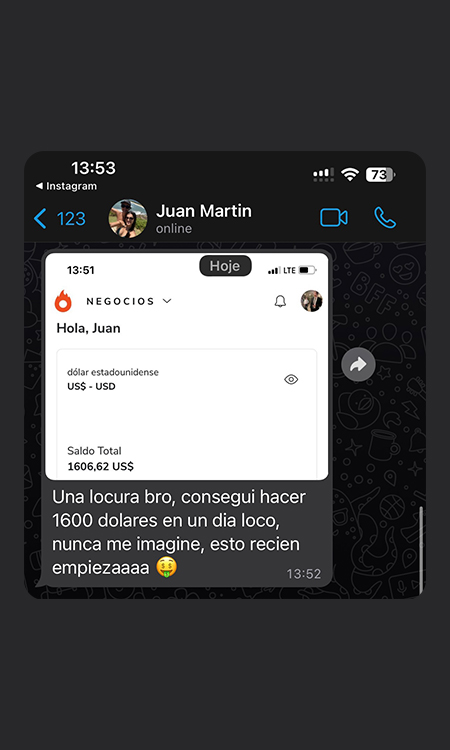 13:53
73
Instagram
123
Juan Martin
online
Hoje
13:51
LTE
NEGOCIOS
Hola, Juan
dólar estadounidense
US$ - USD
Saldo Total
1606,62 US$
Una locura bro, consegui hacer
1600 dolares en un dia loco,
nunca me imagine, esto recien
empiezaaaa 🤑
13:52
BFF